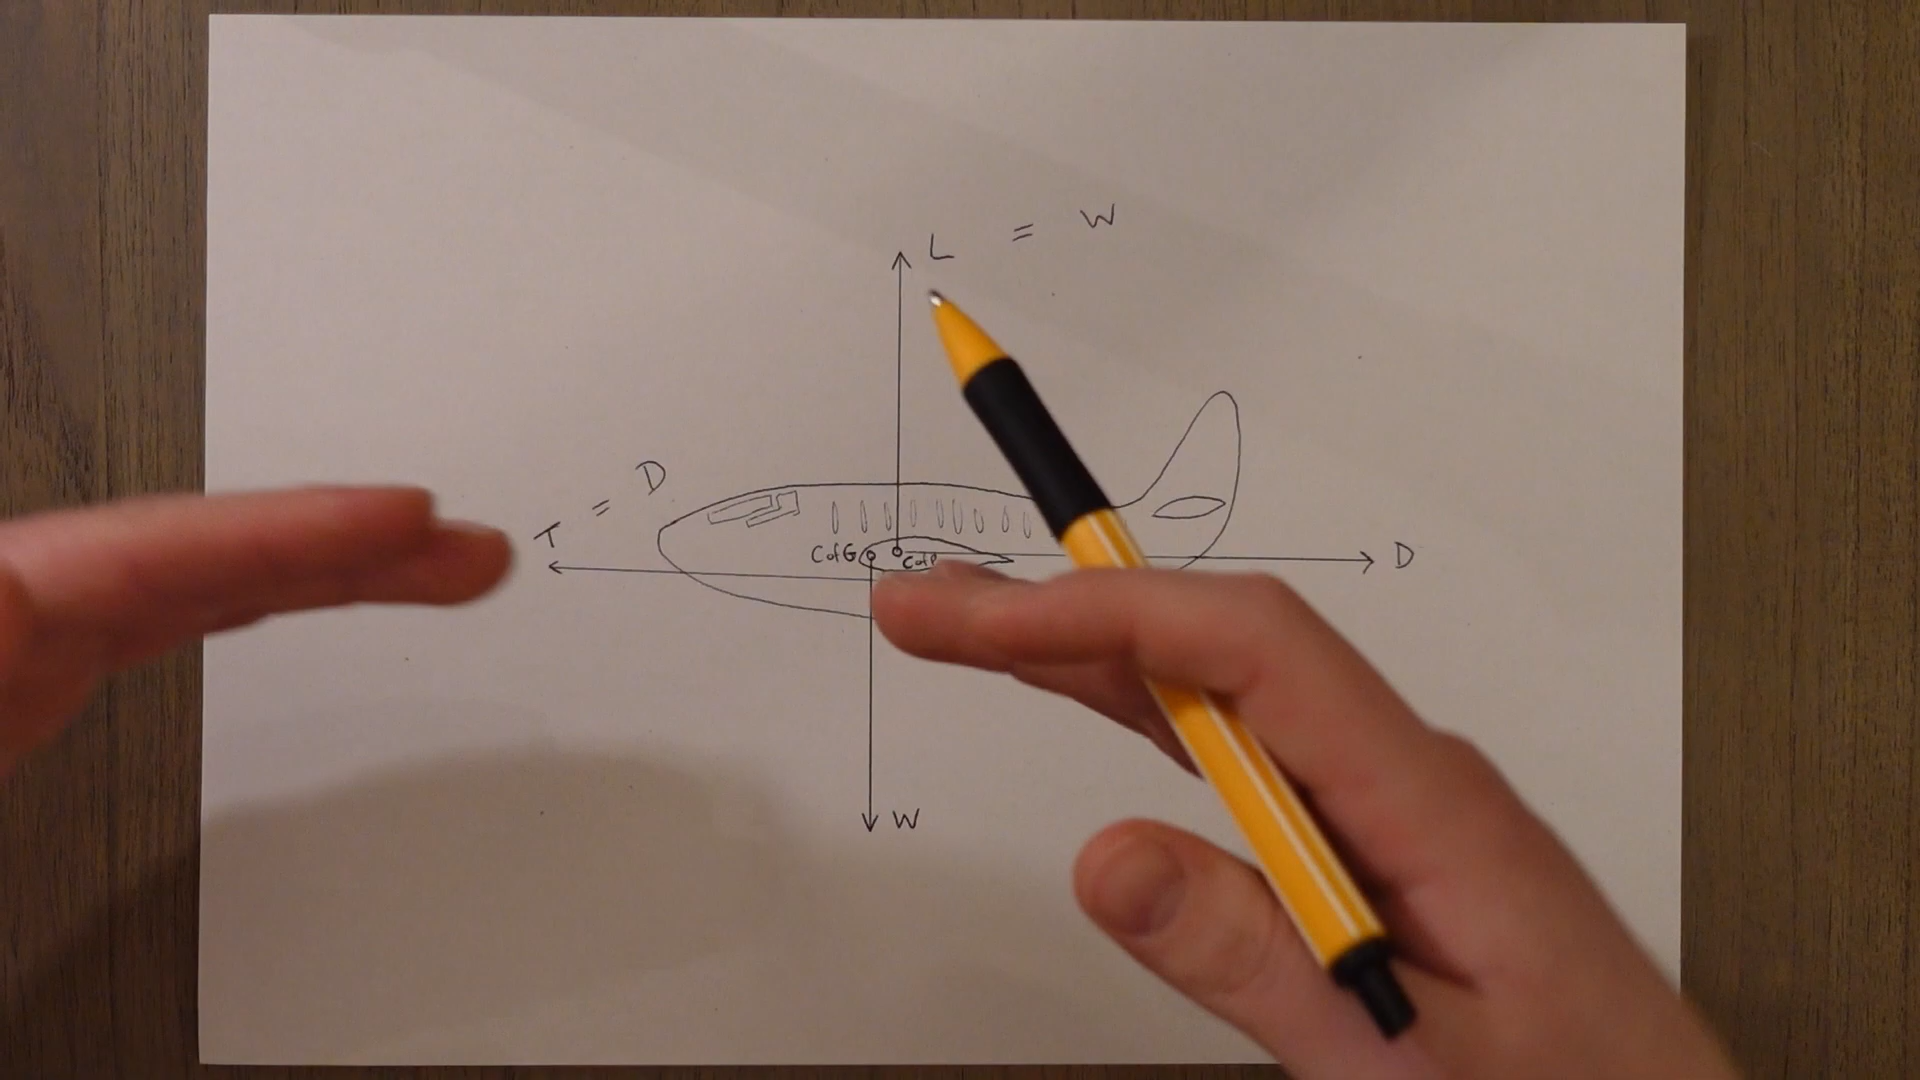 L = W
T = D
CofG CofP
D
W